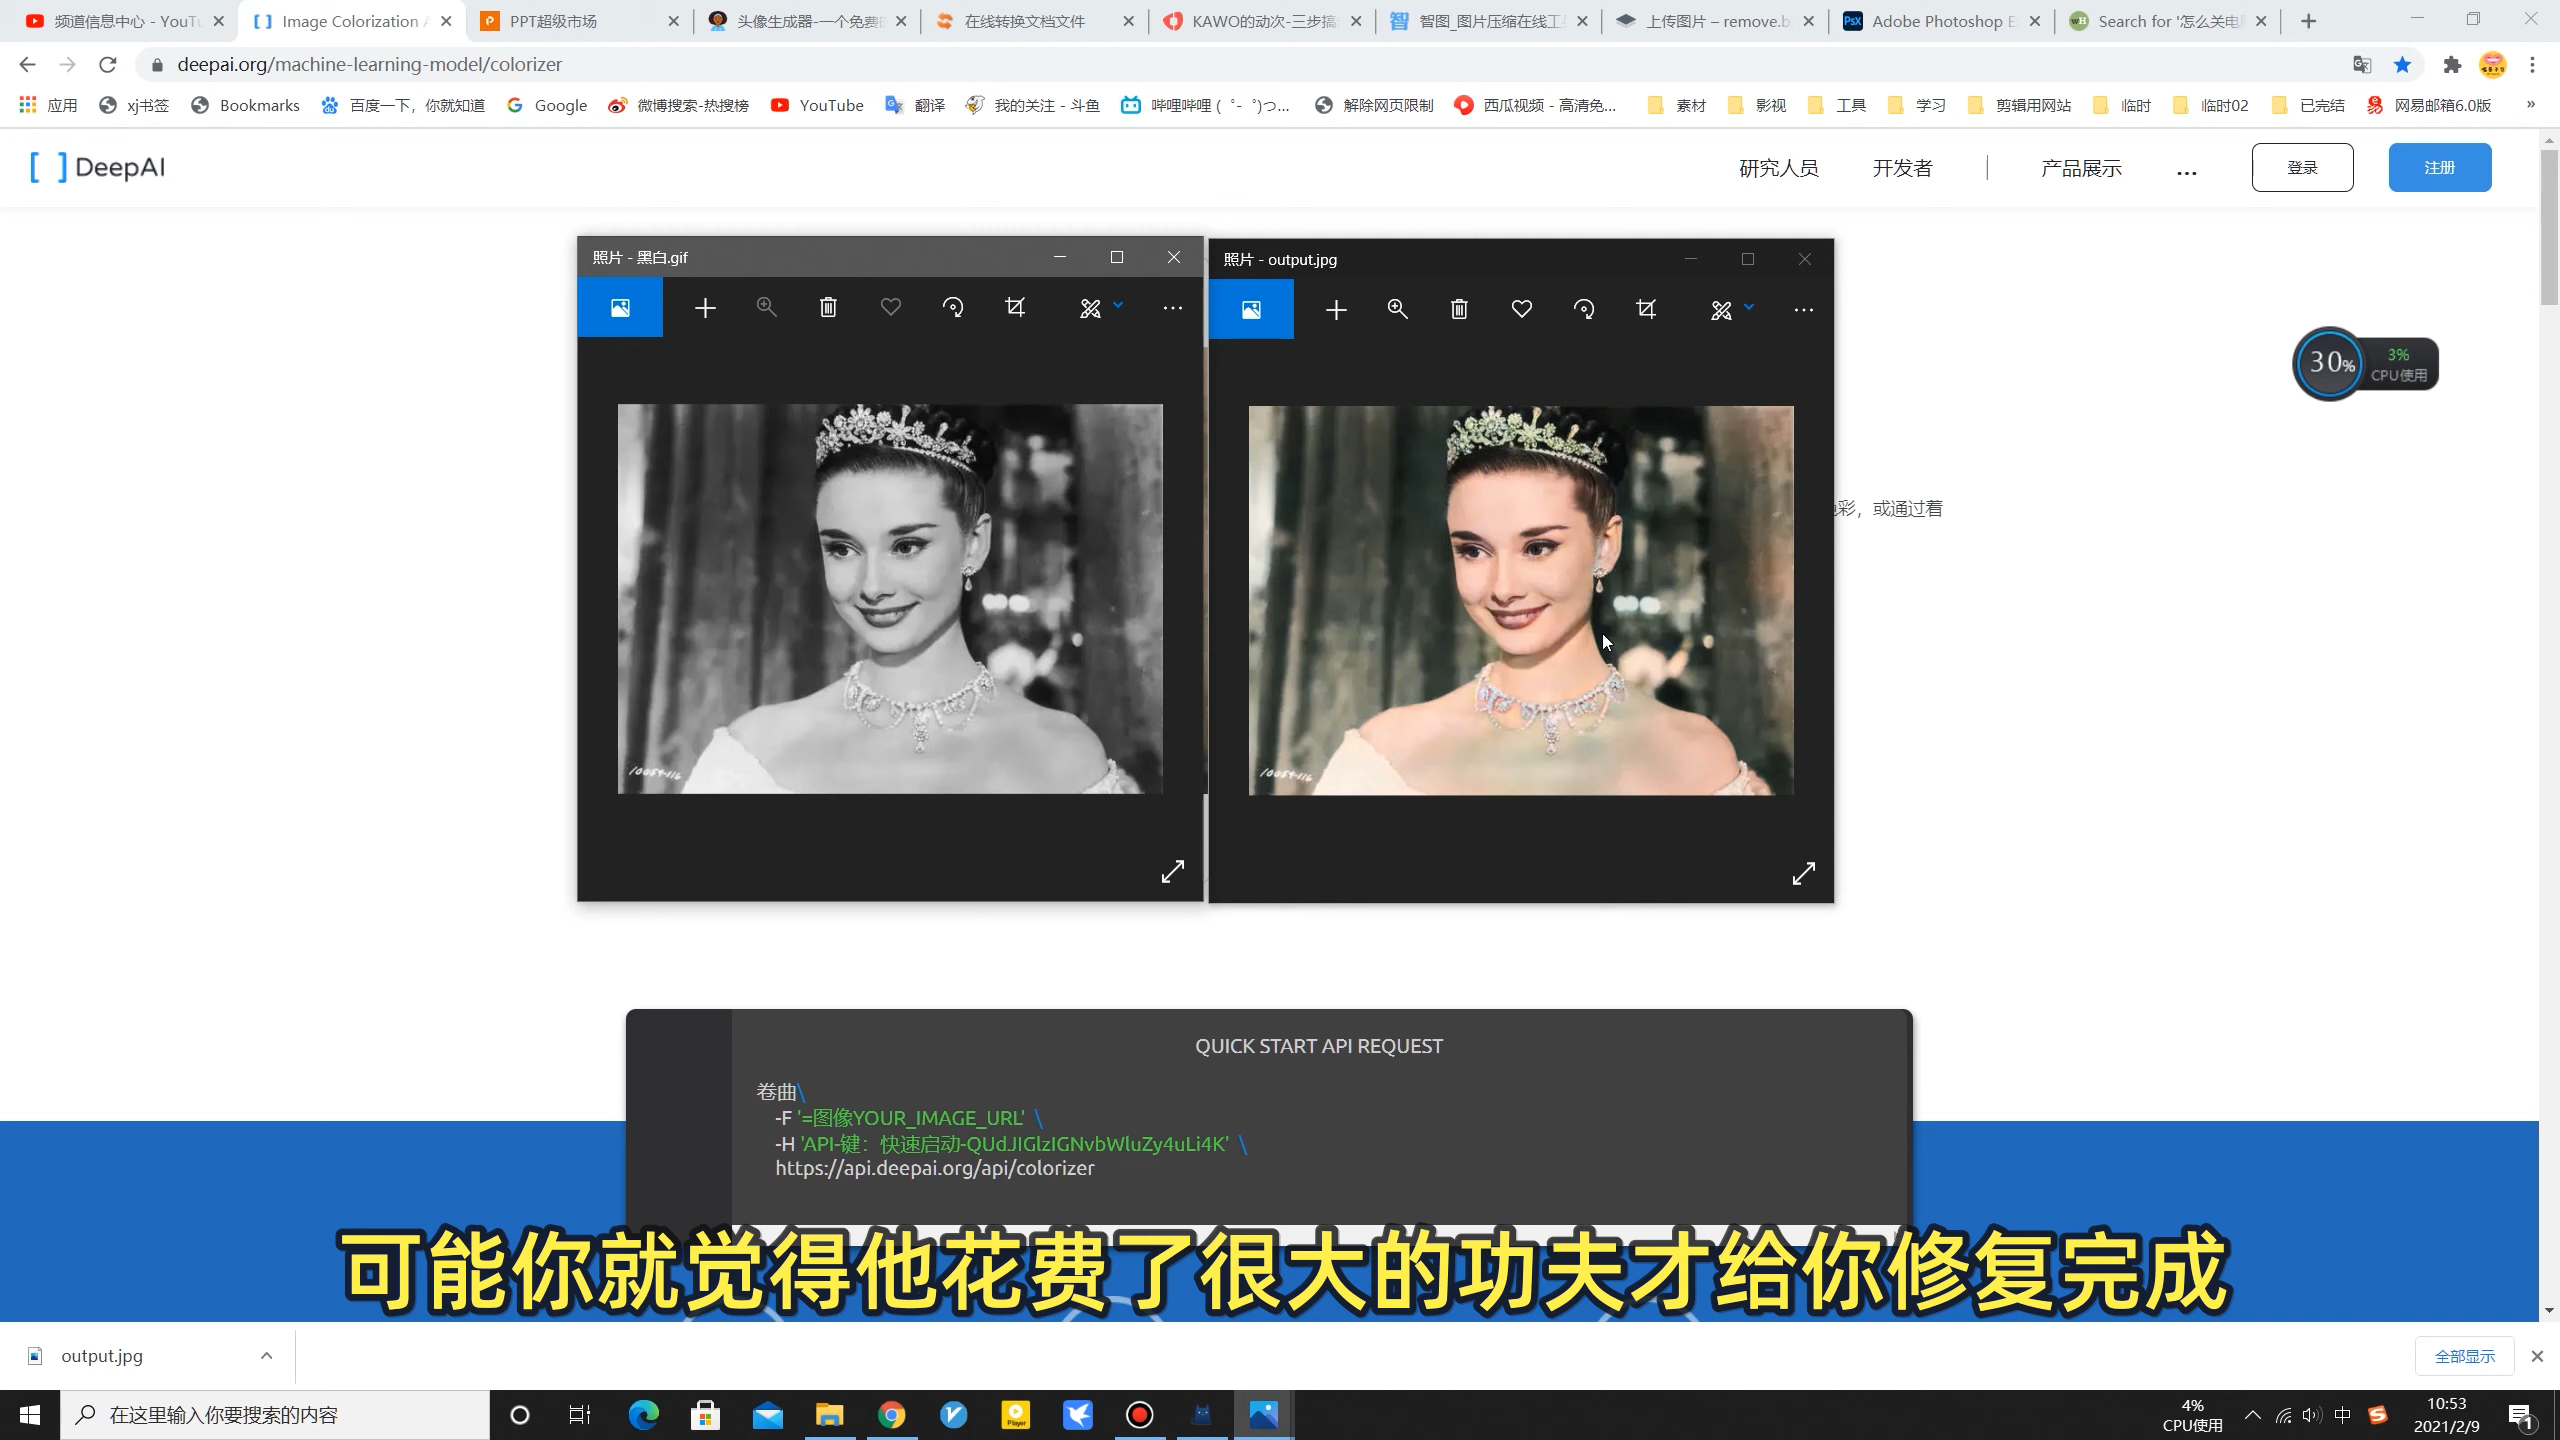 频道信息中心 - YouTu
Image Colorization A
PPT超级市场
头像生成器-一个免费的
在线转换文档文件
KAWO的动次-三步搞
智图_图片压缩在线工
上传图片 – remove.b
Adobe Photoshop E
Search for '怎么关电
deepai.org/machine-learning-model/colorizer
应用
xj书签
Bookmarks
百度一下，你就知道
Google
微博搜索-热搜榜
YouTube
翻译
我的关注 - 斗鱼
哔哩哔哩 ( ゜- ゜)つ...
解除网页限制
西瓜视频 - 高清免...
素材
影视
工具
学习
剪辑用网站
临时
临时02
已完结
网易邮箱6.0版
»
[ ] DeepAI
研究人员
开发者
产品展示
...
登录
注册
照片 - 黑白.gif
照片 - output.jpg
30%
3%
CPU使用
彩，或通过着
10054-116
10054-116
QUICK START API REQUEST
卷曲\
-F '=图像YOUR_IMAGE_URL' \
-H 'API-键：快速启动-QUdJIGlzIGNvbWluZy4uLi4K' \
https://api.deepai.org/api/colorizer
可能你就觉得他花费了很大的功夫才给你修复完成
output.jpg
全部显示
在这里输入你要搜索的内容
Player
4%
CPU使用
中
10:53
2021/2/9
1